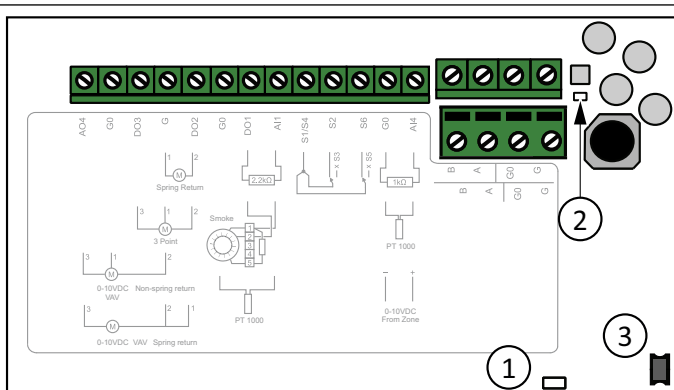 AO4 G0 DO3 G DO2 G0 DO1 AI1 S1/S4 S2 S6 G0 AI4
B A G0 G
B A G0 G
1 2
M
Spring Return
2,2kΩ
x S3
x S5
1kΩ
2
3 1 2
M
3 Point
Smoke
1
2
3
4
5
PT 1000
3 1 2
M
0-10VDC Non-spring return
VAV
PT 1000
− +
0-10VDC
From Zone
3 2 1
M
0-10VDC VAV Spring return
1
3